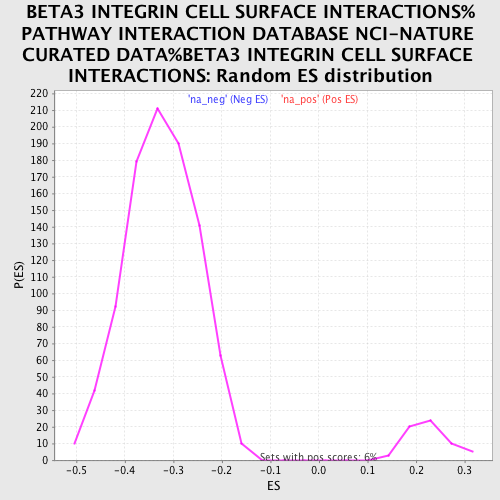 BETA3 INTEGRIN CELL SURFACE INTERACTIONS%
PATHWAY INTERACTION DATABASE NCI-NATURE
CURATED DATA%BETA3 INTEGRIN CELL SURFACE
INTERACTIONS: Random ES distribution
'na_neg' (Neg ES) 'na_pos' (Pos ES)
P(ES)
220
210
200
190
180
170
160
150
140
130
120
110
100
90
80
70
60
50
40
30
20
10
0
Sets with pos scores: 6%
-0.5 -0.4 -0.3 -0.2 -0.1 0.0 0.1 0.2 0.3
ES